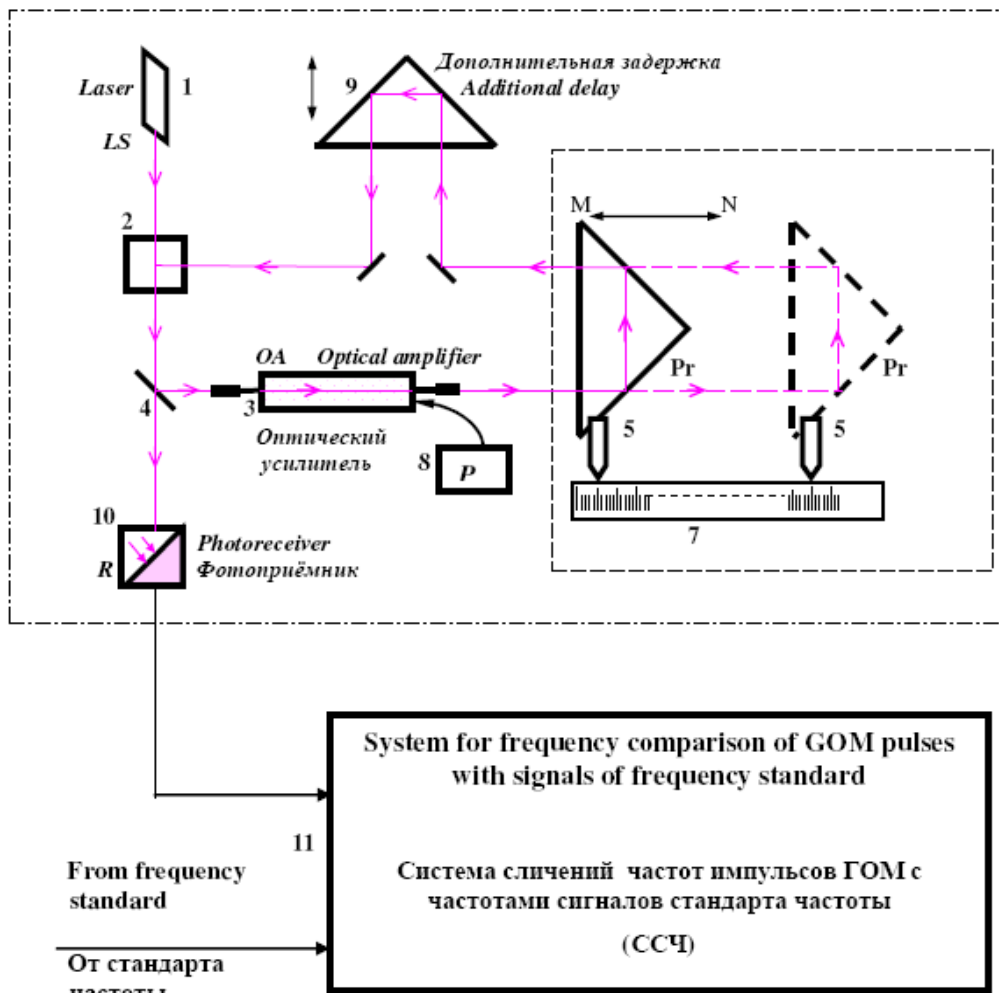 Laser
1
LS
Дополнительная задержка
Additional delay
9
2
M
N
OA
Optical amplifier
4
3
Оптический
усилитель
8
P
Pr
Pr
5
5
7
10
R
Photoreceiver
Фотоприёмник
System for frequency comparison of GOM pulses
with signals of frequency standard
11
From frequency
standard
Система сличений частот импульсов ГОМ с
частотами сигналов стандарта частоты
(ССЧ)
От стандарта
частоты